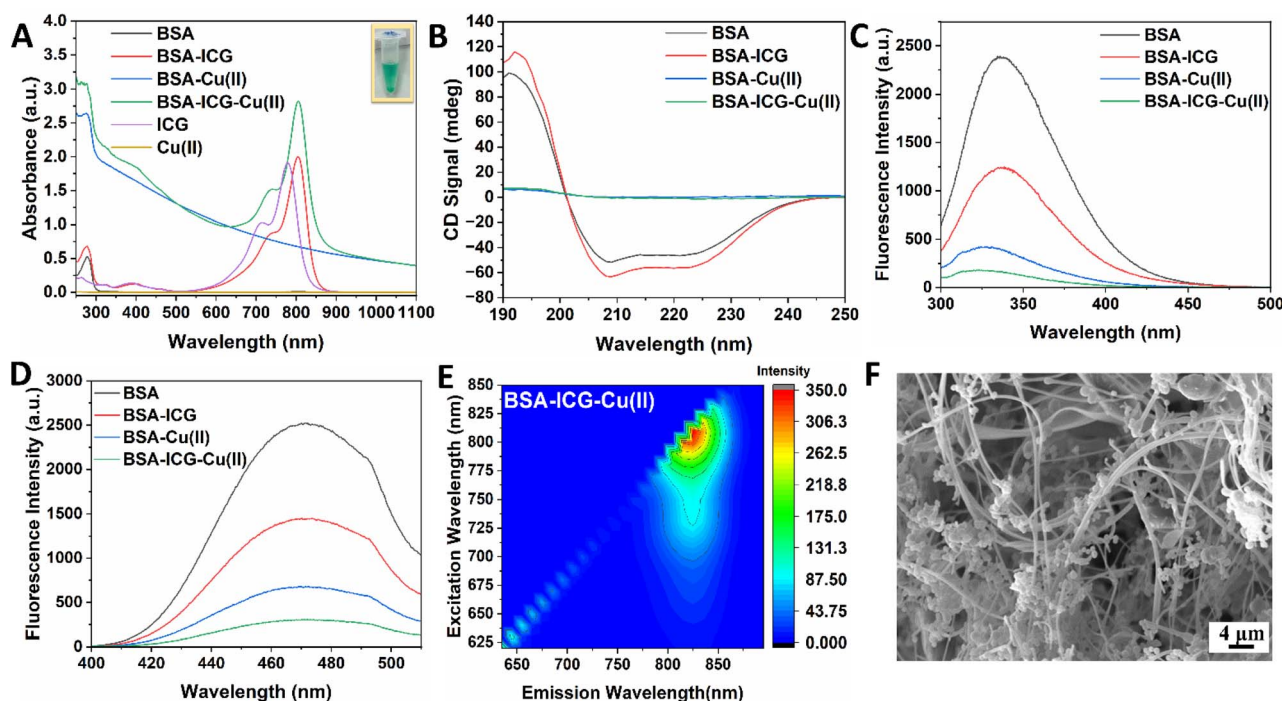 A
Absorbance (a.u.)
4.0
3.5
3.0
2.5
2.0
1.5
1.0
0.5
0.0
BSA
BSA-ICG
BSA-Cu(II)
BSA-ICG-Cu(II)
ICG
Cu(II)
300 400 500 600 700 800 900 1000 1100
Wavelength (nm)
B
CD Signal (mdeg)
140
120
100
80
60
40
20
0
−20
−40
−60
−80
BSA
BSA-ICG
BSA-Cu(II)
BSA-ICG-Cu(II)
190 200 210 220 230 240 250
Wavelength (nm)
C
Fluorescence Intensity (a.u.)
2500
2000
1500
1000
500
0
BSA
BSA-ICG
BSA-Cu(II)
BSA-ICG-Cu(II)
300 350 400 450 500
Wavelength (nm)
D
Fluorescence Intensity (a.u.)
3000
2500
2000
1500
1000
500
0
BSA
BSA-ICG
BSA-Cu(II)
BSA-ICG-Cu(II)
400 420 440 460 480 500
Wavelength (nm)
E
Excitation Wavelength (nm)
850
825
800
775
750
725
700
675
650
625
BSA-ICG-Cu(II)
650 700 750 800 850
Emission Wavelength(nm)
Intensity
350.0
306.3
262.5
218.8
175.0
131.3
87.50
43.75
0.000
F
4 μm